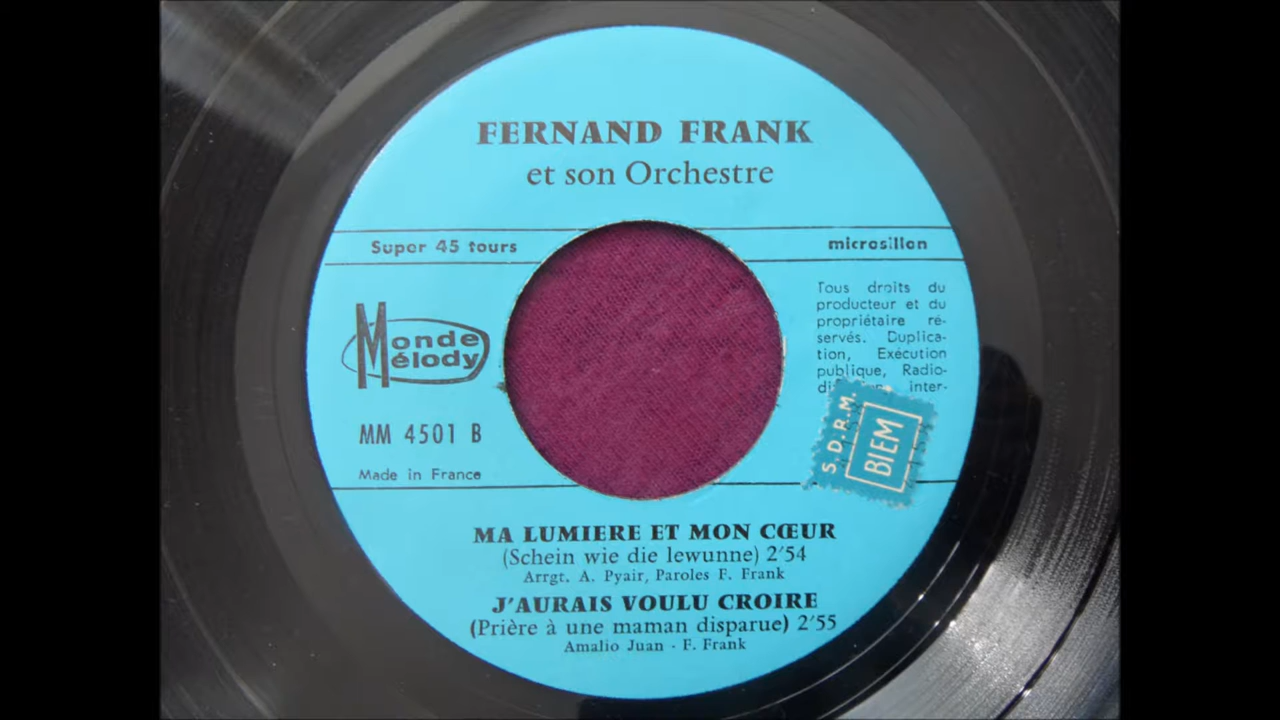 FERNAND FRANK
et son Orchestre
Super 45 tours
microsillon
Tous droits du
producteur et du
propriétaire ré-
servés. Duplica-
tion, Exécution
publique, Radio-
inter-
Monde
Mélody
MM 4501 B
Made in France
S.D.R.M.
BIEM
MA LUMIERE ET MON CŒUR
(Schein wie die lewunne) 2′54
Arrgt. A. Pyair, Paroles F. Frank
J'AURAIS VOULU CROIRE
(Prière à une maman disparue) 2′55
Amalio Juan - F. Frank